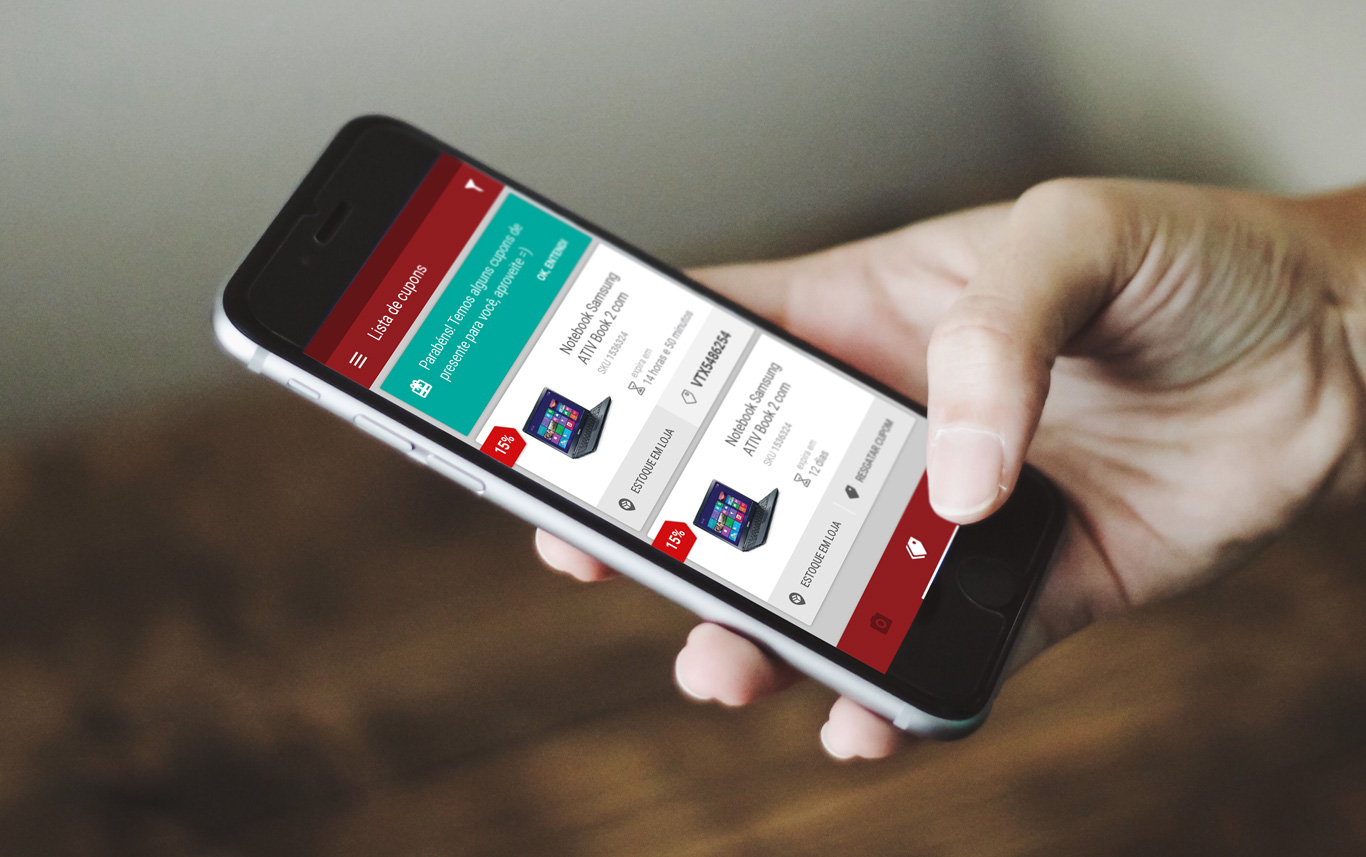 Lista de cupons
Parabéns! Temos alguns cupons de
presente para você, aproveite =)
OK, ENTENDI
15%
Notebook Samsung
ATIV Book 2 com
SKU 1536324
expira em
14 horas e 50 minutos
ESTOQUE EM LOJA
VTX5486254
15%
Notebook Samsung
ATIV Book 2 com
SKU 1536324
expira em
12 dias
ESTOQUE EM LOJA
RESGATAR CUPOM